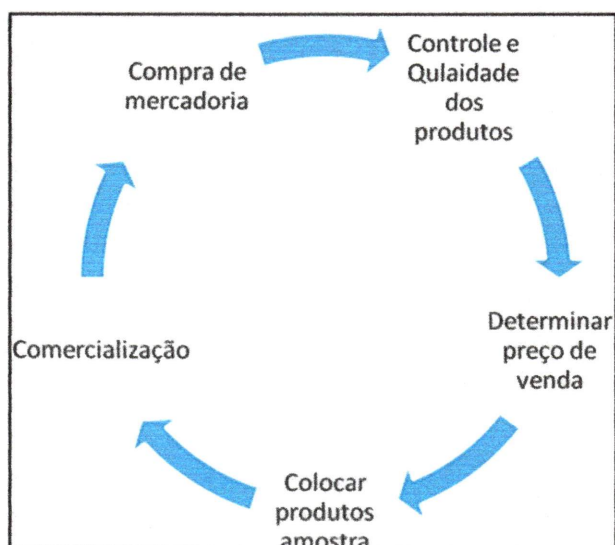 Compra de
mercadoria
Controle e
Qulaidade
dos
produtos
Determinar
preço de
venda
Colocar
produtos
amostra
Comercialização